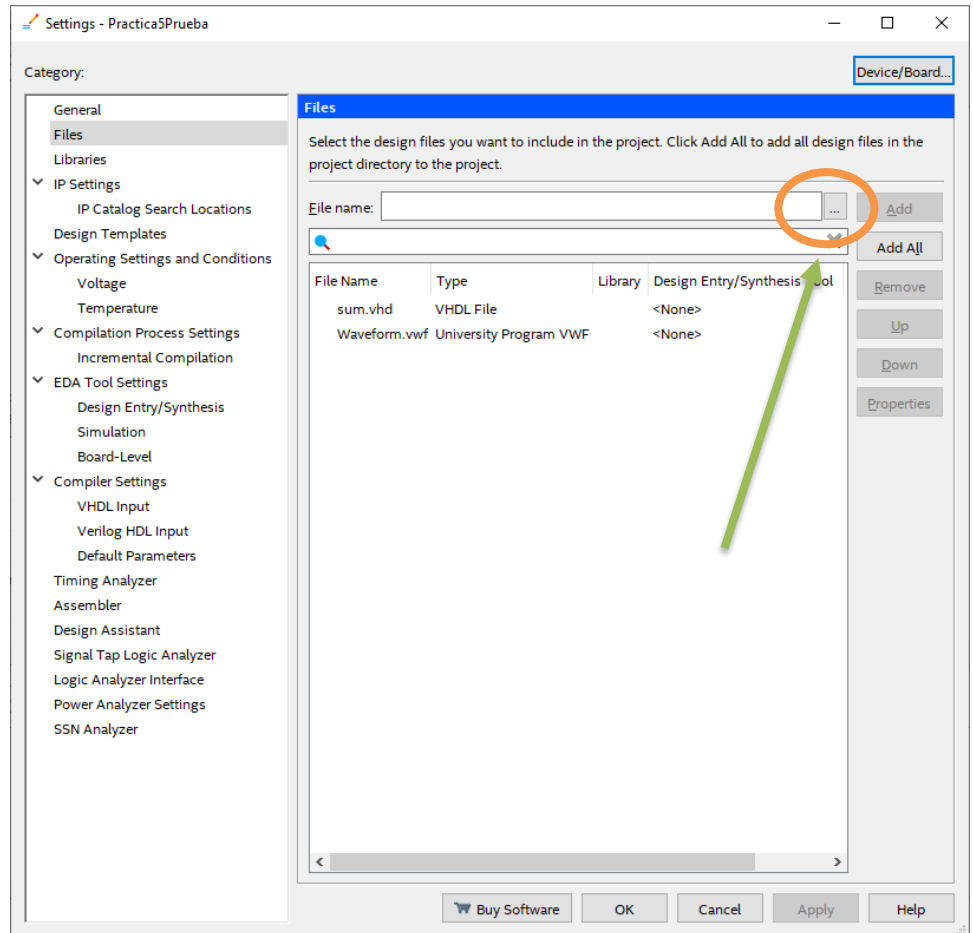 Settings - Practica5Prueba
Category:
Device/Board...
General
Files
Libraries
IP Settings
IP Catalog Search Locations
Design Templates
Operating Settings and Conditions
Voltage
Temperature
Compilation Process Settings
Incremental Compilation
EDA Tool Settings
Design Entry/Synthesis
Simulation
Board-Level
Compiler Settings
VHDL Input
Verilog HDL Input
Default Parameters
Timing Analyzer
Assembler
Design Assistant
Signal Tap Logic Analyzer
Logic Analyzer Interface
Power Analyzer Settings
SSN Analyzer
Files
Select the design files you want to include in the project. Click Add All to add all design files in the
project directory to the project.
File name: ... Add
Add All
File Name Type Library Design Entry/Synthesis
Remove
sum.vhd VHDL File <None>
Up
Waveform.vwf University Program VWF <None>
Down
Properties
Buy Software OK Cancel Apply Help